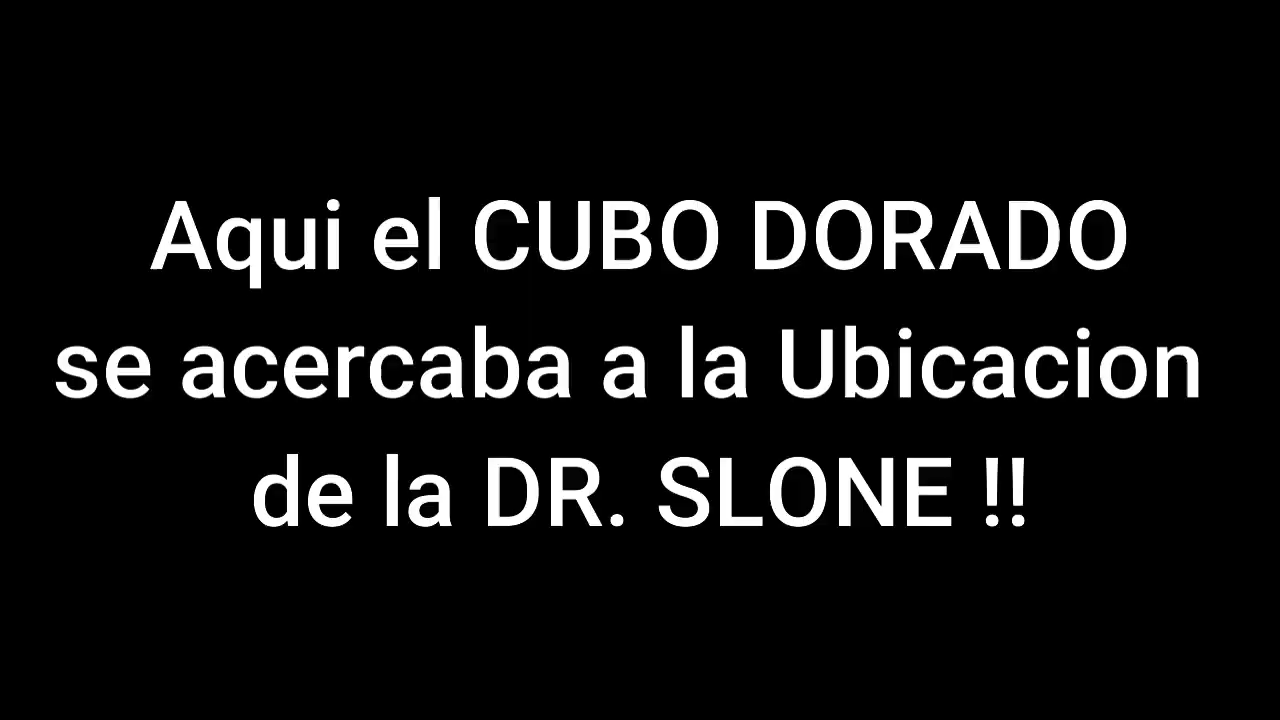 Aqui el CUBO DORADO
se acercaba a la Ubicacion
de la DR. SLONE !!